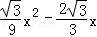 √3/9 x² − 2√3/3 x